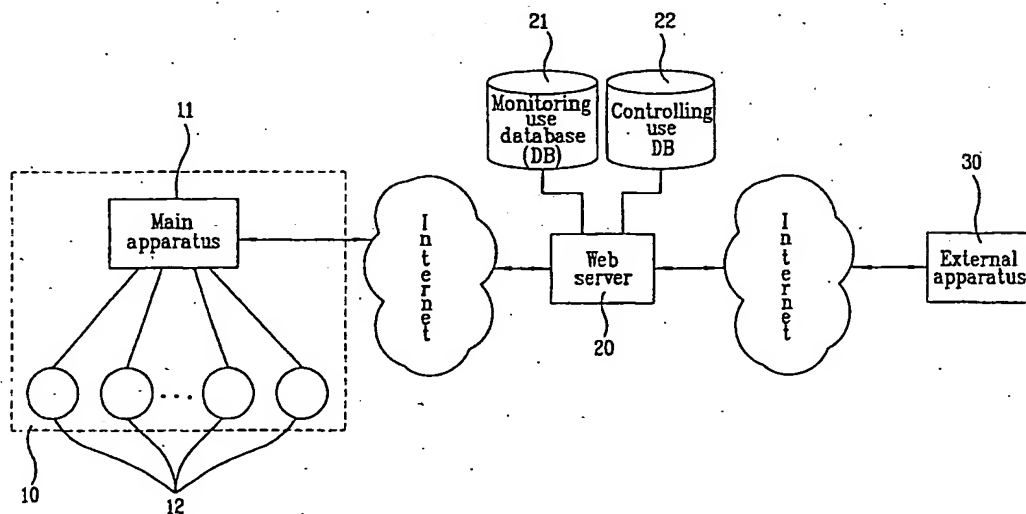 21
22
Monitoring
use
database
(DB)
Controlling
use
DB
11
30
Main
apparatus
Internet
Web
server
Internet
External
apparatus
20
...
10
12